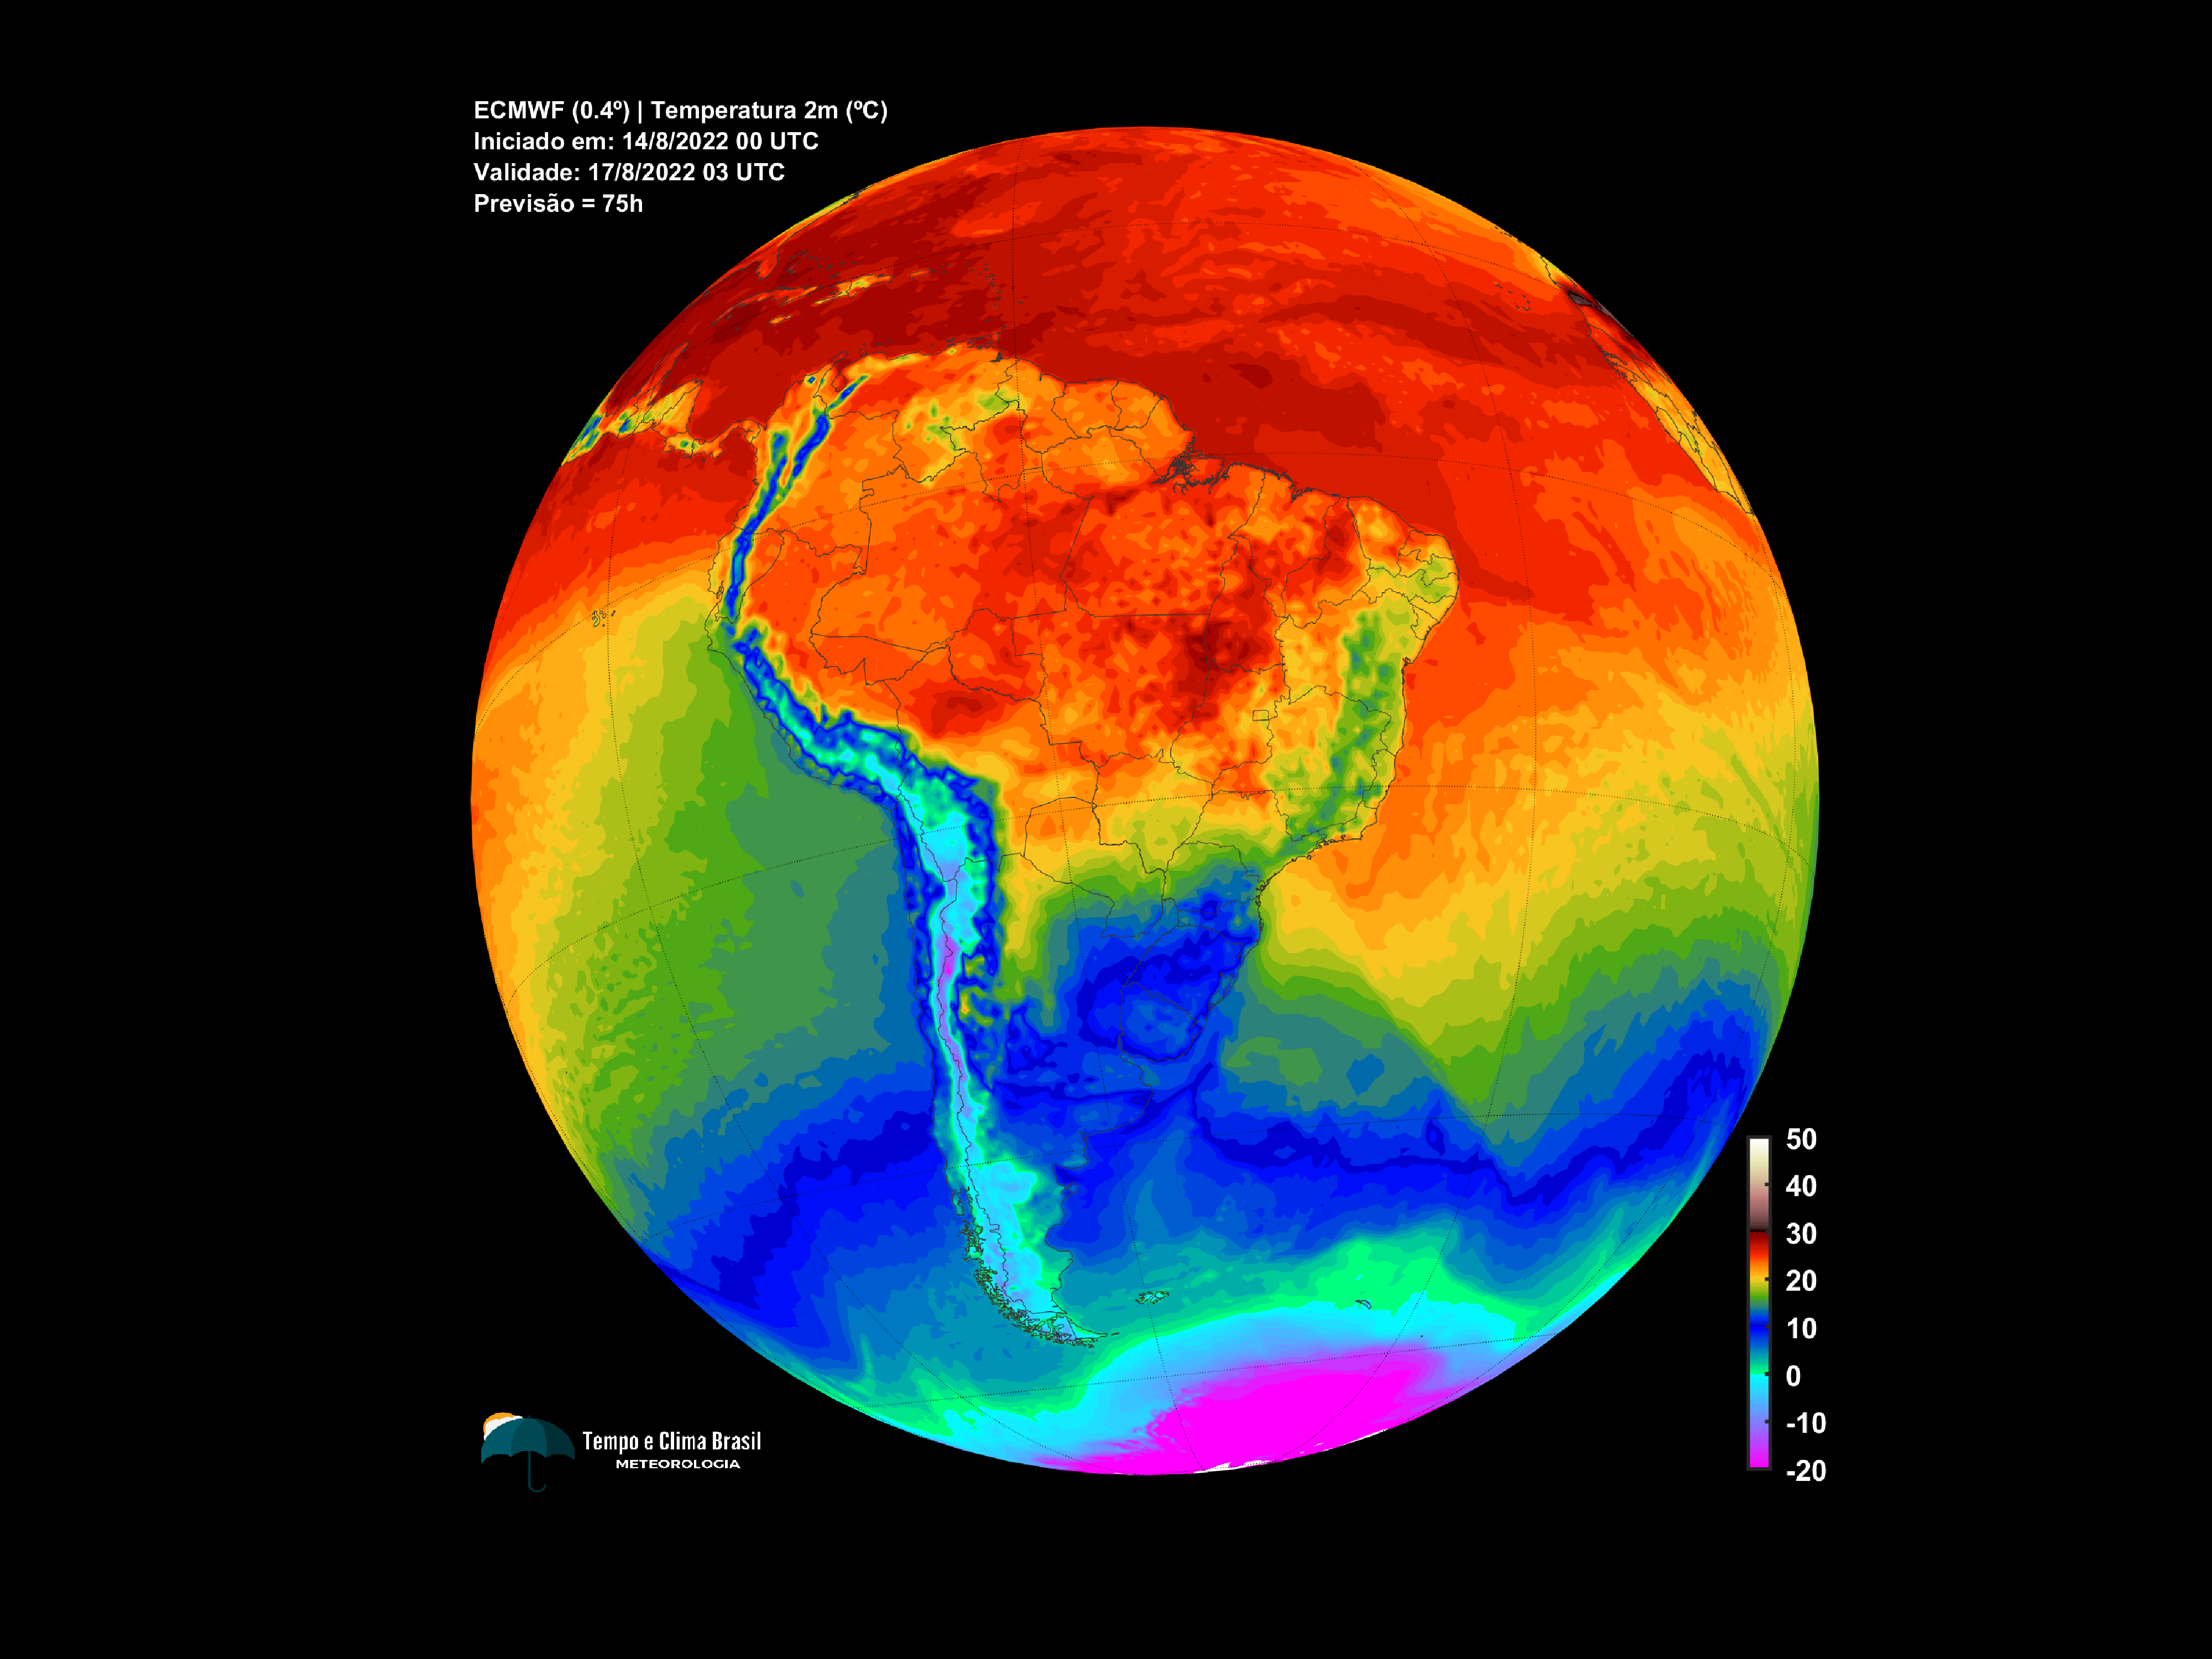 ECMWF (0.4º) | Temperatura 2m (ºC)
Iniciado em: 14/8/2022 00 UTC
Validade: 17/8/2022 03 UTC
Previsão = 75h
50
40
30
20
10
0
-10
-20
Tempo e Clima Brasil
METEOROLOGIA